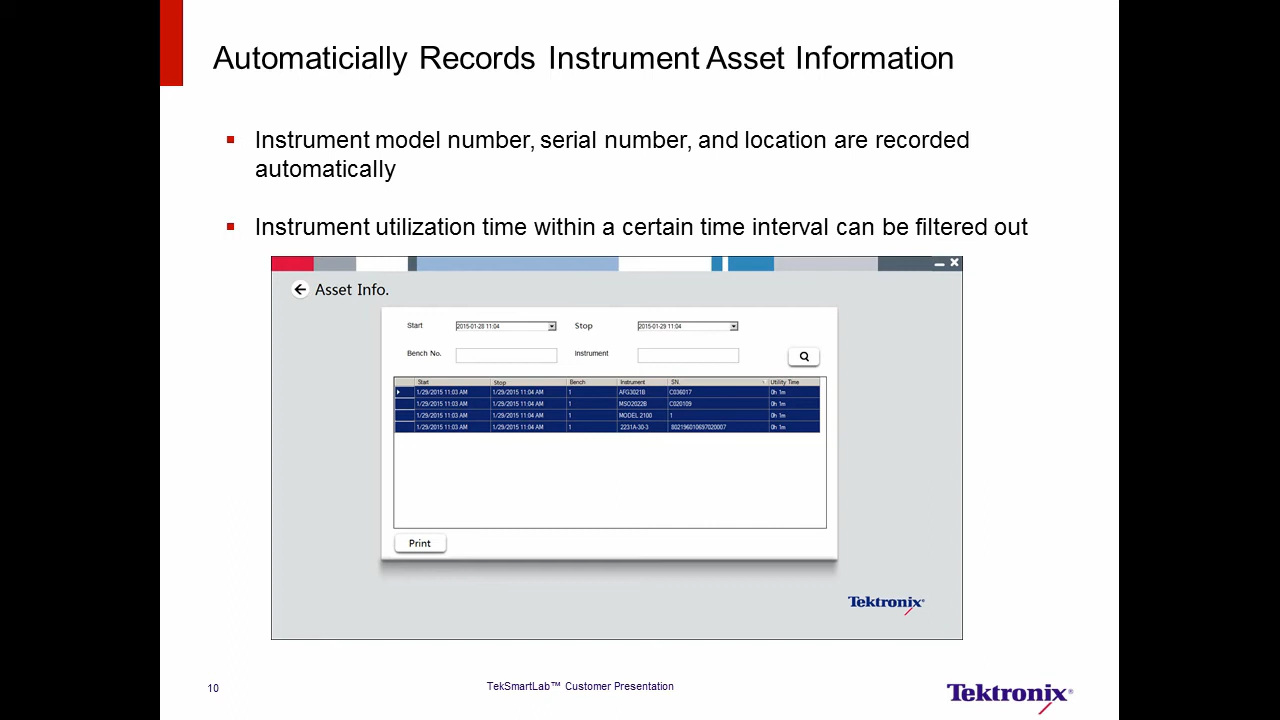 Automaticially Records Instrument Asset Information
Instrument model number, serial number, and location are recorded
automatically
Instrument utilization time within a certain time interval can be filtered out
Asset Info.
Start 2015-01-28 11:04 Stop 2015-01-29 11:04
Bench No. Instrument
Start Stop Bench Instrument SN. Utility Time
1/29/2015 11:03 AM 1/29/2015 11:04 AM 1 AFG3021B C036017 0h 1m
1/29/2015 11:03 AM 1/29/2015 11:04 AM 1 MSO2022B C020109 0h 1m
1/29/2015 11:03 AM 1/29/2015 11:04 AM 1 MODEL 2100 1 0h 1m
1/29/2015 11:03 AM 1/29/2015 11:04 AM 1 2231A-30-3 802196010697020007 0h 1m
Print
Tektronix®
10 TekSmartLab™ Customer Presentation Tektronix®